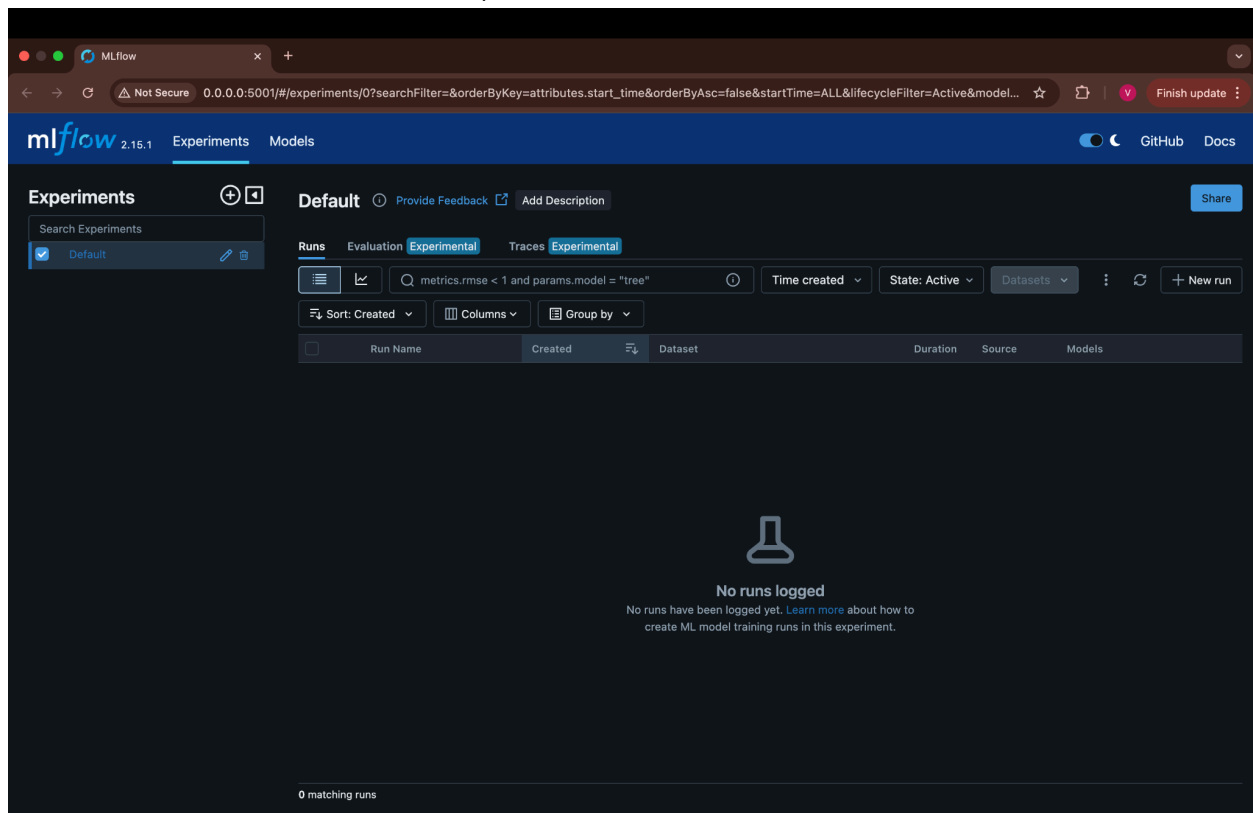 MLflow
Not Secure 0.0.0.0:5001/#/experiments/0?searchFilter=&orderByKey=attributes.start_time&orderByAsc=false&startTime=ALL&lifecycleFilter=Active&model... V Finish update
mlflow 2.15.1 Experiments Models GitHub Docs
Experiments
Search Experiments
Default
Default Provide Feedback Add Description Share
Runs Evaluation Experimental Traces Experimental
metrics.rmse < 1 and params.model = "tree" Time created State: Active Datasets New run
Sort: Created Columns Group by
Run Name Created Dataset Duration Source Models
No runs logged
No runs have been logged yet. Learn more about how to
create ML model training runs in this experiment.
0 matching runs